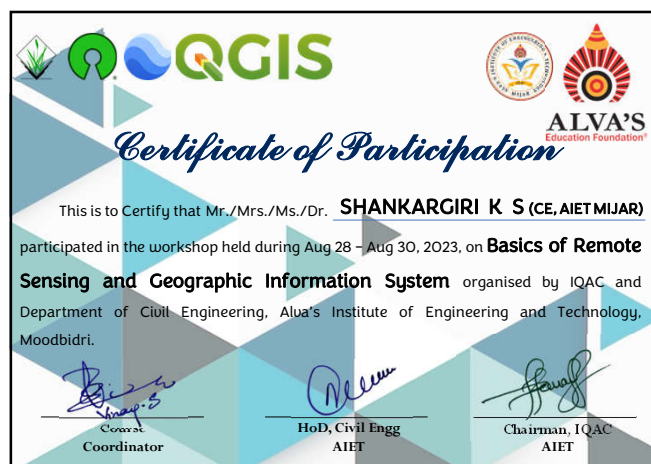 QGIS
ALVA'S
Education Foundation®
Certificate of Participation
This is to Certify that Mr./Mrs./Ms./Dr. SHANKARGIRI K S (CE, AIET MIJAR)
participated in the workshop held during Aug 28 – Aug 30, 2023, on Basics of Remote
Sensing and Geographic Information System organised by IQAC and
Department of Civil Engineering, Alva's Institute of Engineering and Technology,
Moodbidri.
Vinay.S
Course HoD, Civil Engg Chairman, IQAC
Coordinator AIET AIET